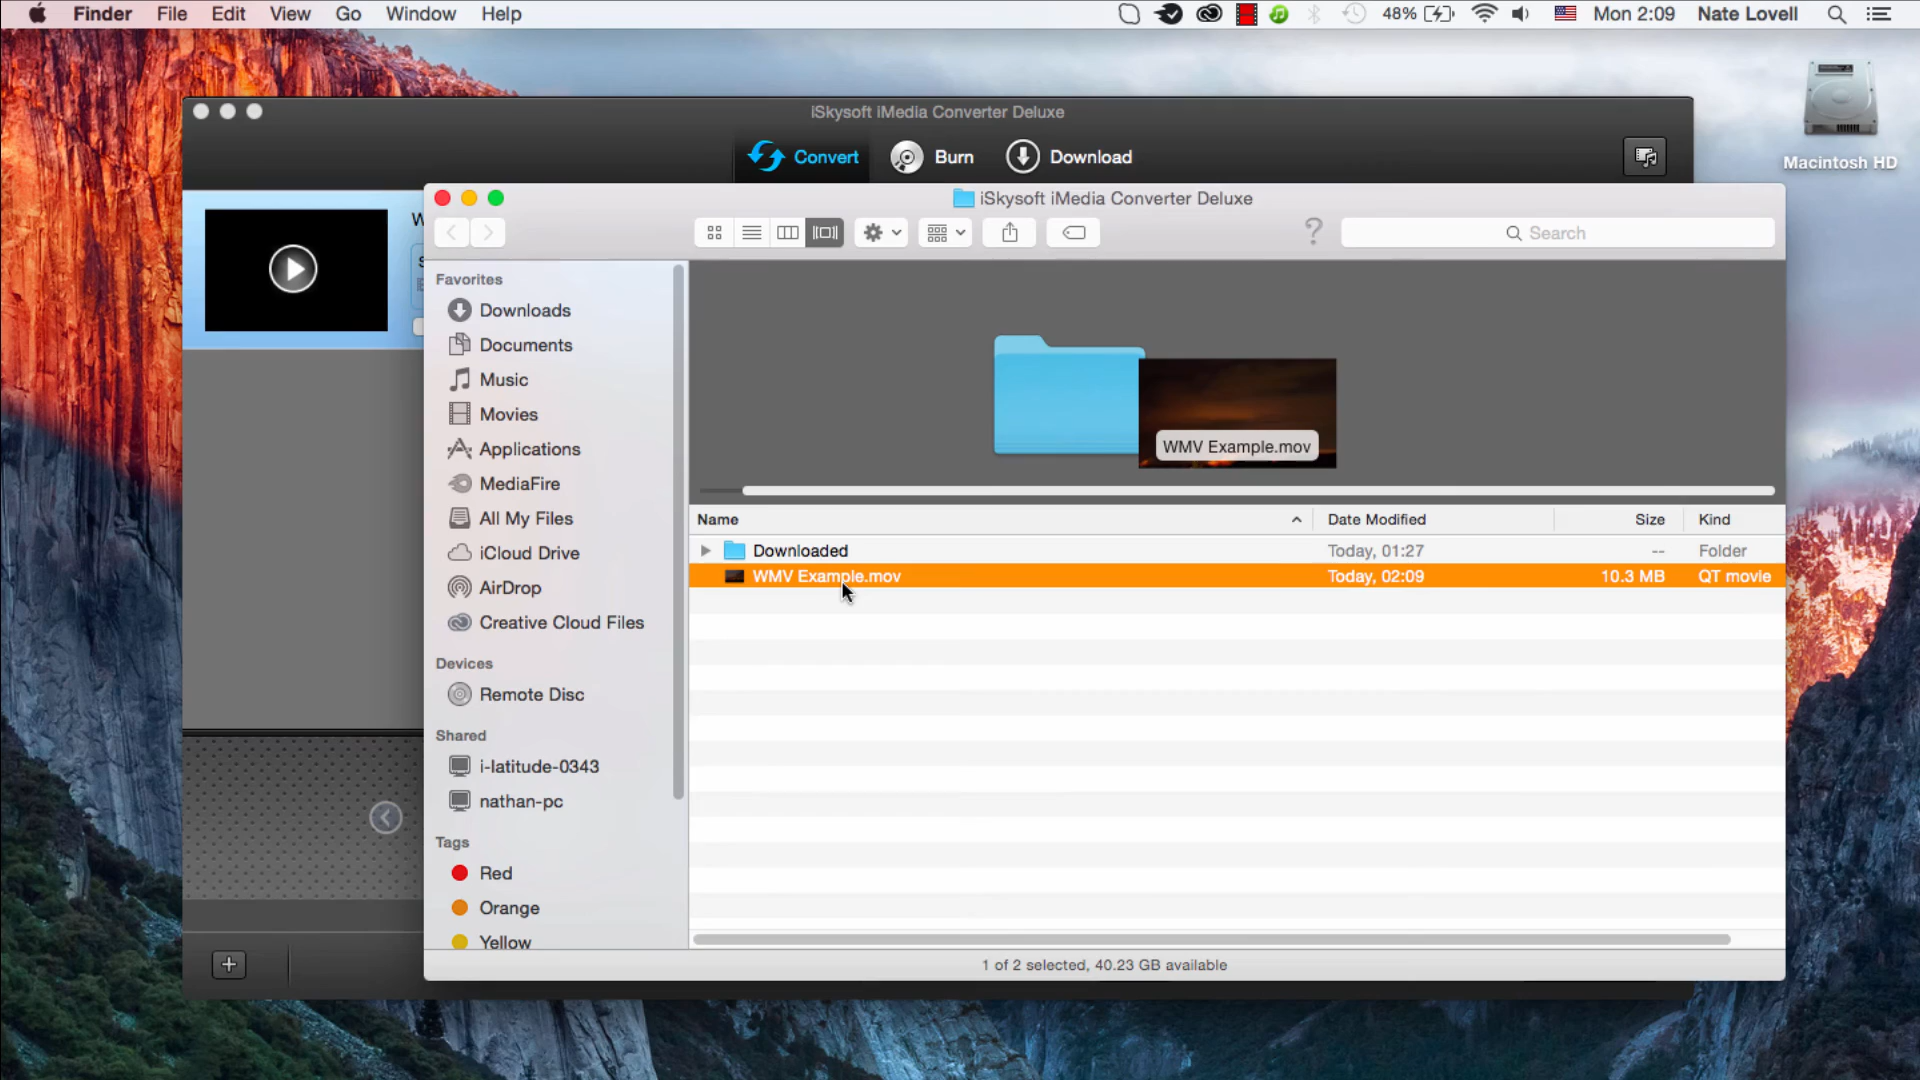 Finder File Edit View Go Window Help 48% Mon 2:09 Nate Lovell
iSkysoft iMedia Converter Deluxe
Convert Burn Download
Macintosh HD
W
S
iSkysoft iMedia Converter Deluxe
? Search
Favorites
Downloads
Documents
Music
Movies
Applications
MediaFire
All My Files
iCloud Drive
AirDrop
Creative Cloud Files
Devices
Remote Disc
Shared
i-latitude-0343
nathan-pc
Tags
Red
Orange
Yellow
WMV Example.mov
Name Date Modified Size Kind
Downloaded Today, 01:27 -- Folder
WMV Example.mov Today, 02:09 10.3 MB QT movie
1 of 2 selected, 40.23 GB available